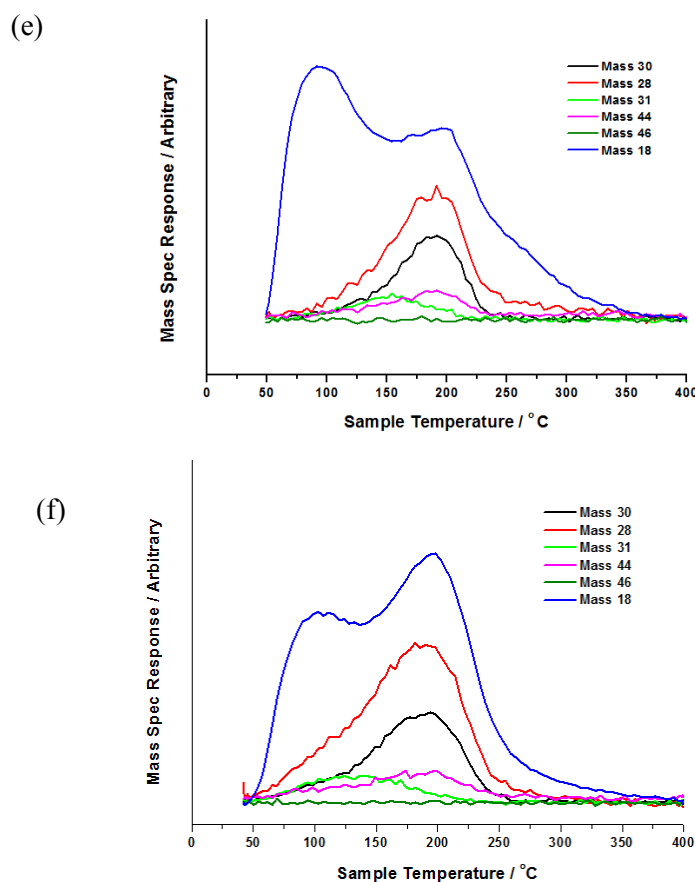 (e)
Mass Spec Response / Arbitrary
Mass 30
Mass 28
Mass 31
Mass 44
Mass 46
Mass 18
0 50 100 150 200 250 300 350 400
Sample Temperature / °C
(f)
Mass Spec Response / Arbitrary
Mass 30
Mass 28
Mass 31
Mass 44
Mass 46
Mass 18
0 50 100 150 200 250 300 350 400
Sample Temperature / °C